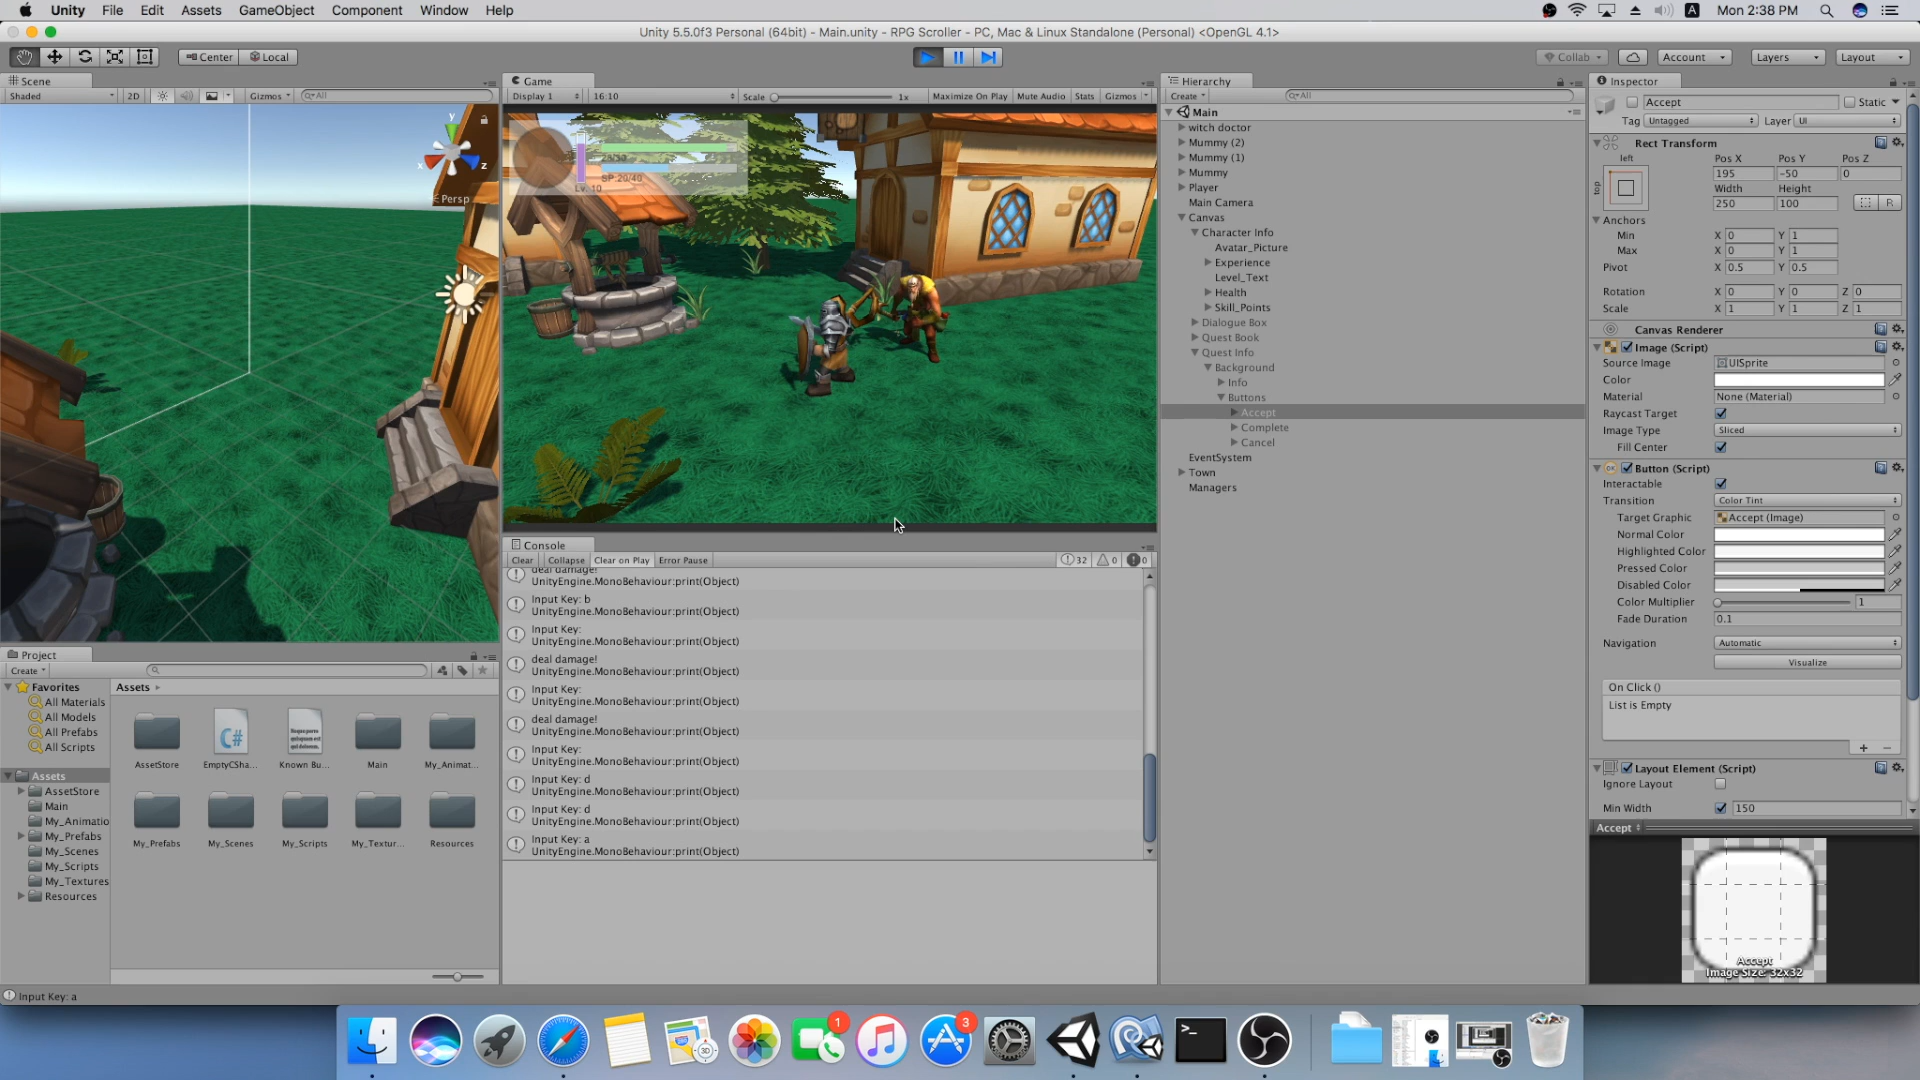 Unity File Edit Assets GameObject Component Window Help
A Mon 2:38 PM
Unity 5.5.0f3 Personal (64bit) - Main.unity - RPG Scroller - PC, Mac & Linux Standalone (Personal) <OpenGL 4.1>
Center Local
Collab Account Layers Layout
Scene
Shaded 2D Gizmos All
y
x z
Persp
Game
Display 1 16:10 Scale 1x Maximize On Play Mute Audio Stats Gizmos
SP 20/40
Lv. 10
Console
Clear Collapse Clear on Play Error Pause 32 0 0
deal damage!
UnityEngine.MonoBehaviour:print(Object)
Input Key: b
UnityEngine.MonoBehaviour:print(Object)
Input Key:
UnityEngine.MonoBehaviour:print(Object)
deal damage!
UnityEngine.MonoBehaviour:print(Object)
Input Key:
UnityEngine.MonoBehaviour:print(Object)
deal damage!
UnityEngine.MonoBehaviour:print(Object)
Input Key:
UnityEngine.MonoBehaviour:print(Object)
Input Key: d
UnityEngine.MonoBehaviour:print(Object)
Input Key: d
UnityEngine.MonoBehaviour:print(Object)
Input Key: a
UnityEngine.MonoBehaviour:print(Object)
Project
Create
Favorites
All Materials
All Models
All Prefabs
All Scripts
Assets
AssetStore
Main
My_Animatio
My_Prefabs
My_Scenes
My_Scripts
My_Textures
Resources
Assets
C#
AssetStore EmptyCSha... Known Bu... Main My_Animat...
My_Prefabs My_Scenes My_Scripts My_Textur... Resources
Input Key: a
Hierarchy
Create All
Main
witch doctor
Mummy (2)
Mummy (1)
Mummy
Player
Main Camera
Canvas
Character Info
Avatar_Picture
Experience
Level_Text
Health
Skill_Points
Dialogue Box
Quest Book
Quest Info
Background
Info
Buttons
Accept
Complete
Cancel
EventSystem
Town
Managers
Inspector
Accept Static
Tag Untagged Layer UI
Rect Transform
left Pos X Pos Y Pos Z
top 195 -50 0
Width Height
250 100 R
Anchors
Min X 0 Y 1
Max X 0 Y 1
Pivot X 0.5 Y 0.5
Rotation X 0 Y 0 Z 0
Scale X 1 Y 1 Z 1
Canvas Renderer
Image (Script)
Source Image UISprite
Color
Material None (Material)
Raycast Target
Image Type Sliced
Fill Center
Button (Script)
Interactable
Transition Color Tint
Target Graphic Accept (Image)
Normal Color
Highlighted Color
Pressed Color
Disabled Color
Color Multiplier 1
Fade Duration 0.1
Navigation Automatic
Visualize
On Click ()
List is Empty
Layout Element (Script)
Ignore Layout
Min Width 150
Accept
Accept
Image Size: 32x32
1 3